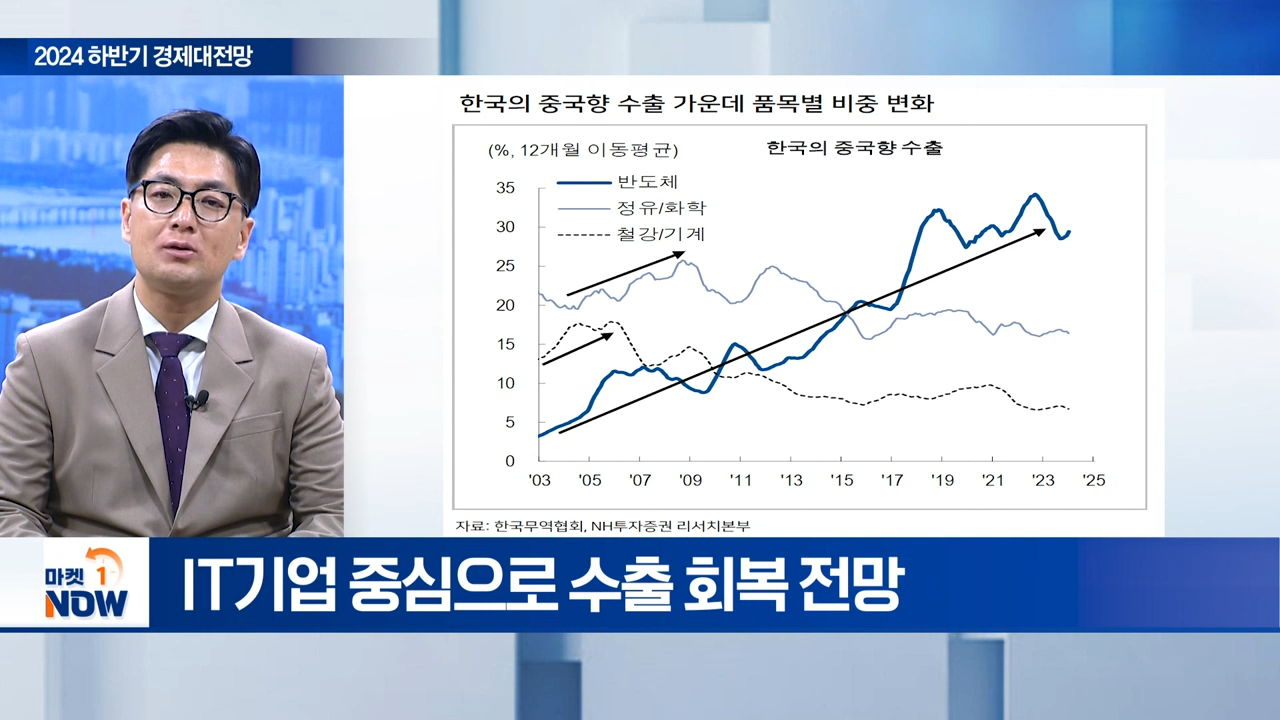 2024 하반기 경제대전망
한국의 중국향 수출 가운데 품목별 비중 변화
(%, 12개월 이동평균)
한국의 중국향 수출
반도체
정유/화학
철강/기계
35
30
25
20
15
10
5
0
'03 '05 '07 '09 '11 '13 '15 '17 '19 '21 '23 '25
자료: 한국무역협회, NH투자증권 리서치본부
마켓 1
NOW
IT기업 중심으로 수출 회복 전망